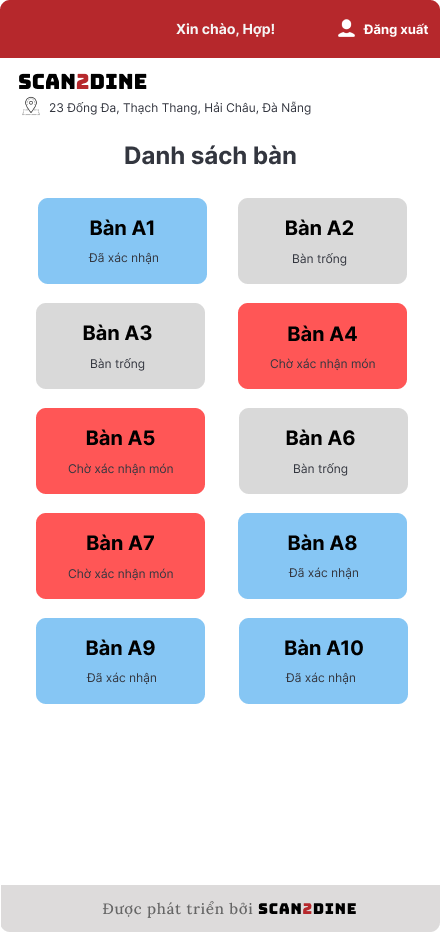 Xin chào, Hợp!
Đăng xuất
SCAN2DINE
23 Đống Đa, Thạch Thang, Hải Châu, Đà Nẵng
Danh sách bàn
Bàn A1
Đã xác nhận
Bàn A2
Bàn trống
Bàn A3
Bàn trống
Bàn A4
Chờ xác nhận món
Bàn A5
Chờ xác nhận món
Bàn A6
Bàn trống
Bàn A7
Chờ xác nhận món
Bàn A8
Đã xác nhận
Bàn A9
Đã xác nhận
Bàn A10
Đã xác nhận
Được phát triển bởi SCAN2DINE